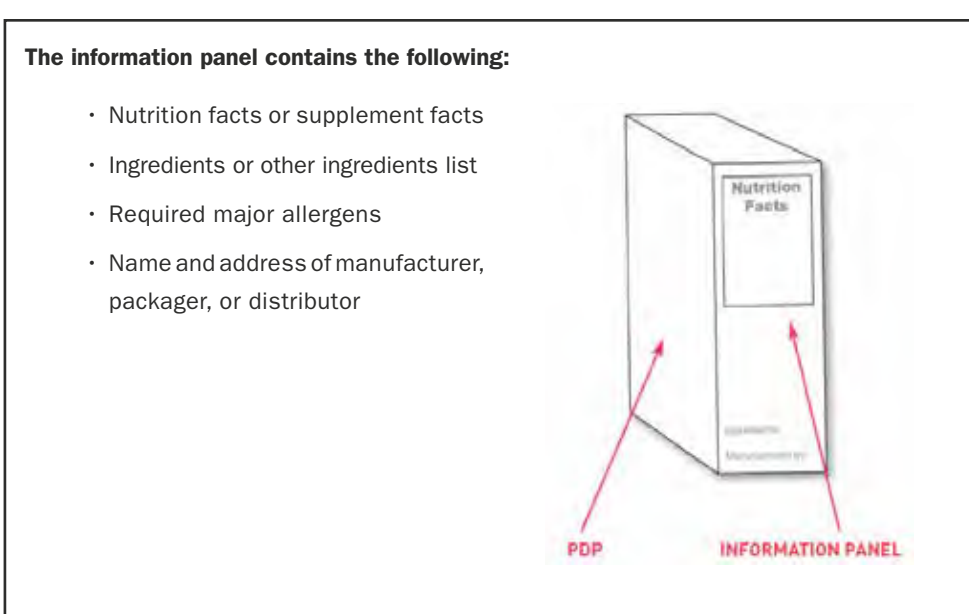 The information panel contains the following:
· Nutrition facts or supplement facts
· Ingredients or other ingredients list
· Required major allergens
· Name and address of manufacturer,
packager, or distributor
Nutrition
Facts
PDP
INFORMATION PANEL